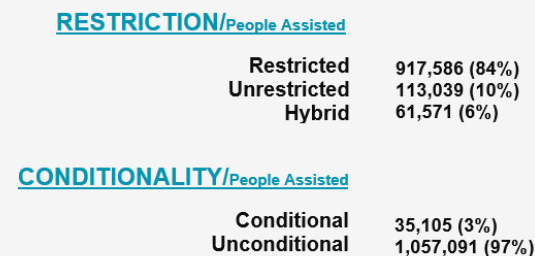 RESTRICTION/People Assisted
Restricted 917,586 (84%)
Unrestricted 113,039 (10%)
Hybrid 61,571 (6%)
CONDITIONALITY/People Assisted
Conditional 35,105 (3%)
Unconditional 1,057,091 (97%)